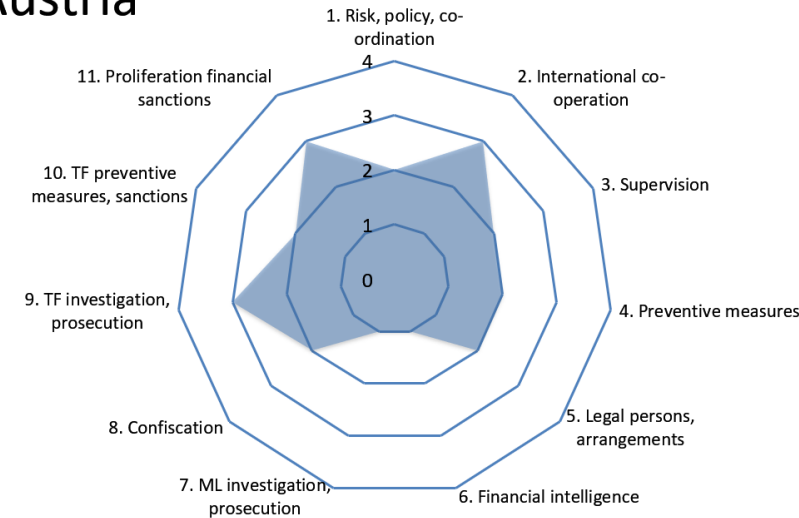 Austria
1. Risk, policy, co-
ordination
2. International co-
operation
3. Supervision
4. Preventive measures
5. Legal persons,
arrangements
6. Financial intelligence
7. ML investigation,
prosecution
8. Confiscation
9. TF investigation,
prosecution
10. TF preventive
measures, sanctions
11. Proliferation financial
sanctions
4
3
2
1
0